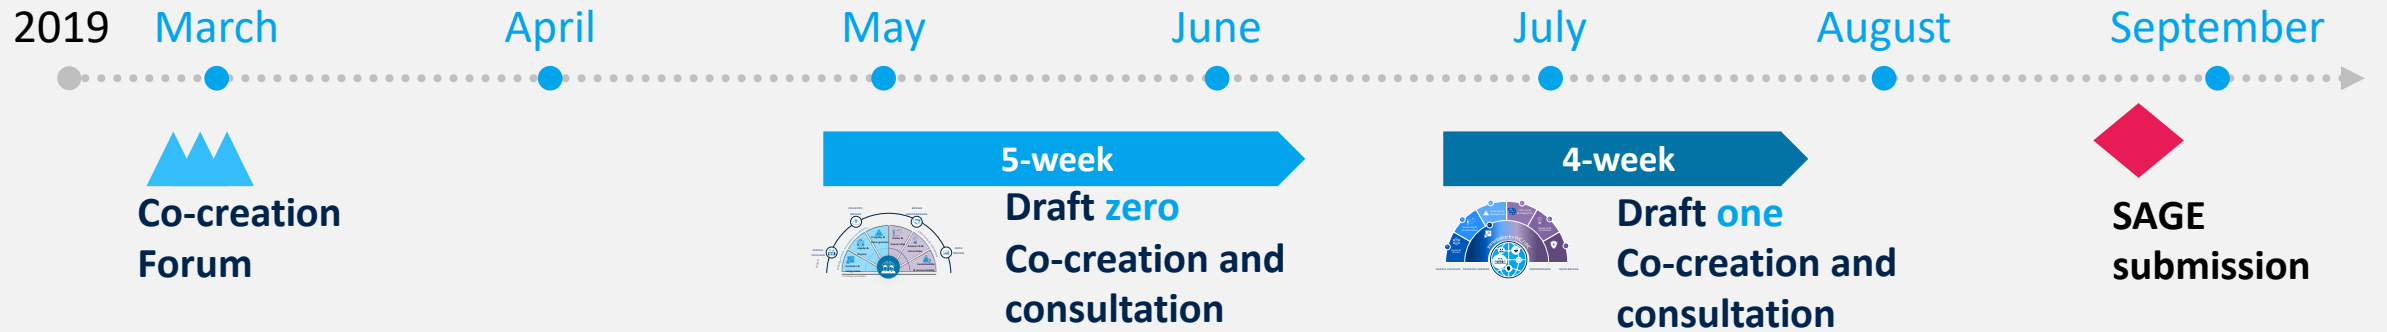 2019 March April May June July August September
5-week
4-week
Co-creation
Forum
Draft zero
Co-creation and
consultation
Draft one
Co-creation and
consultation
SAGE
submission